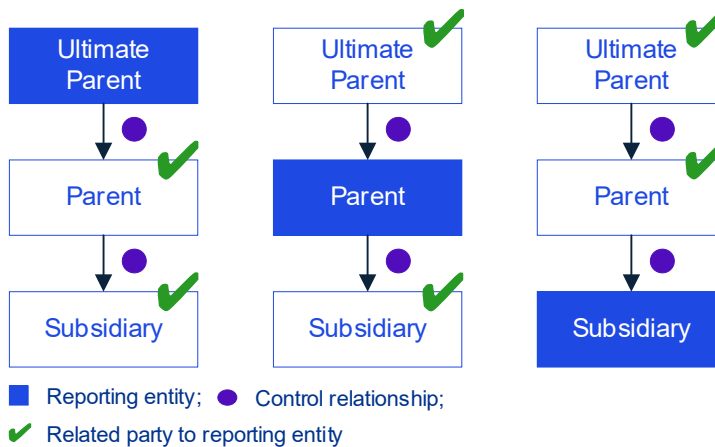 Ultimate
Parent
Ultimate
Parent
Ultimate
Parent
Parent
Parent
Parent
Subsidiary
Subsidiary
Subsidiary
Reporting entity;
Control relationship;
Related party to reporting entity